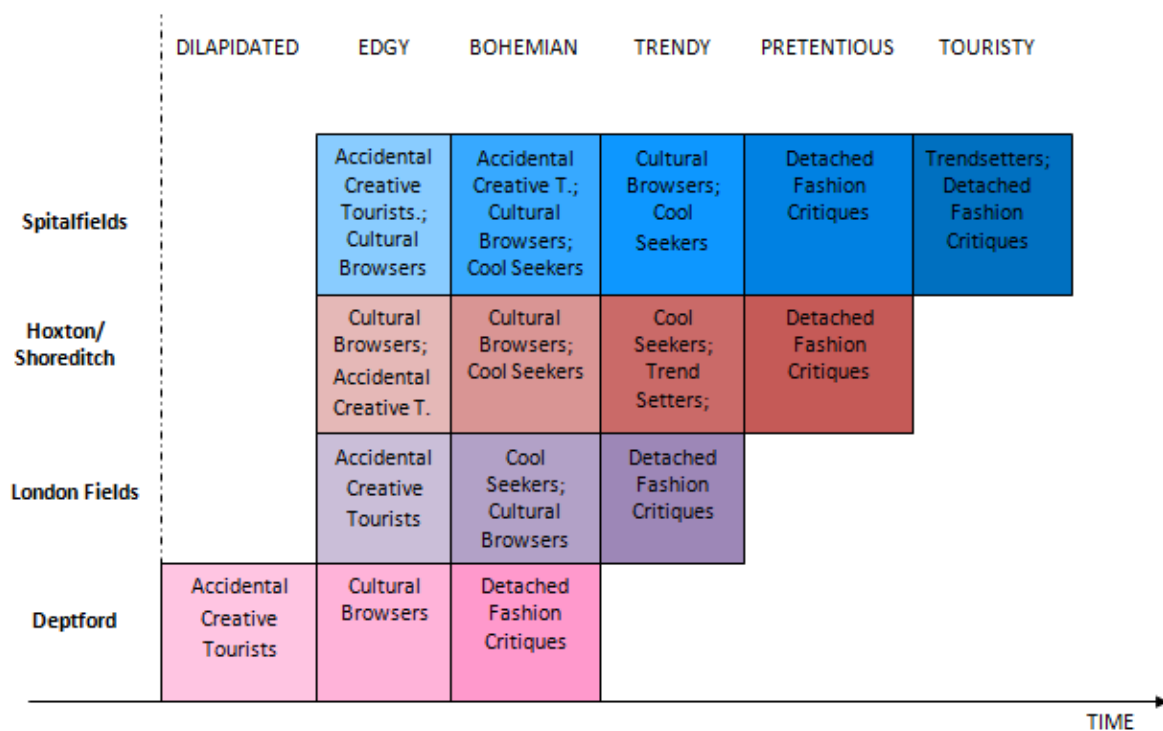 DILAPIDATED
EDGY
BOHEMIAN
TRENDY
PRETENTIOUS
TOURISTY
Spitalfields
Accidental
Creative
Tourists.;
Cultural
Browsers
Accidental
Creative T.;
Cultural
Browsers;
Cool Seekers
Cultural
Browsers;
Cool
Seekers
Detached
Fashion
Critiques
Trendsetters;
Detached
Fashion
Critiques
Hoxton/
Shoreditch
Cultural
Browsers;
Accidental
Creative T.
Cultural
Browsers;
Cool Seekers
Cool
Seekers;
Trend
Setters;
Detached
Fashion
Critiques
London Fields
Accidental
Creative
Tourists
Cool
Seekers;
Cultural
Browsers
Detached
Fashion
Critiques
Deptford
Accidental
Creative
Tourists
Cultural
Browsers
Detached
Fashion
Critiques
TIME